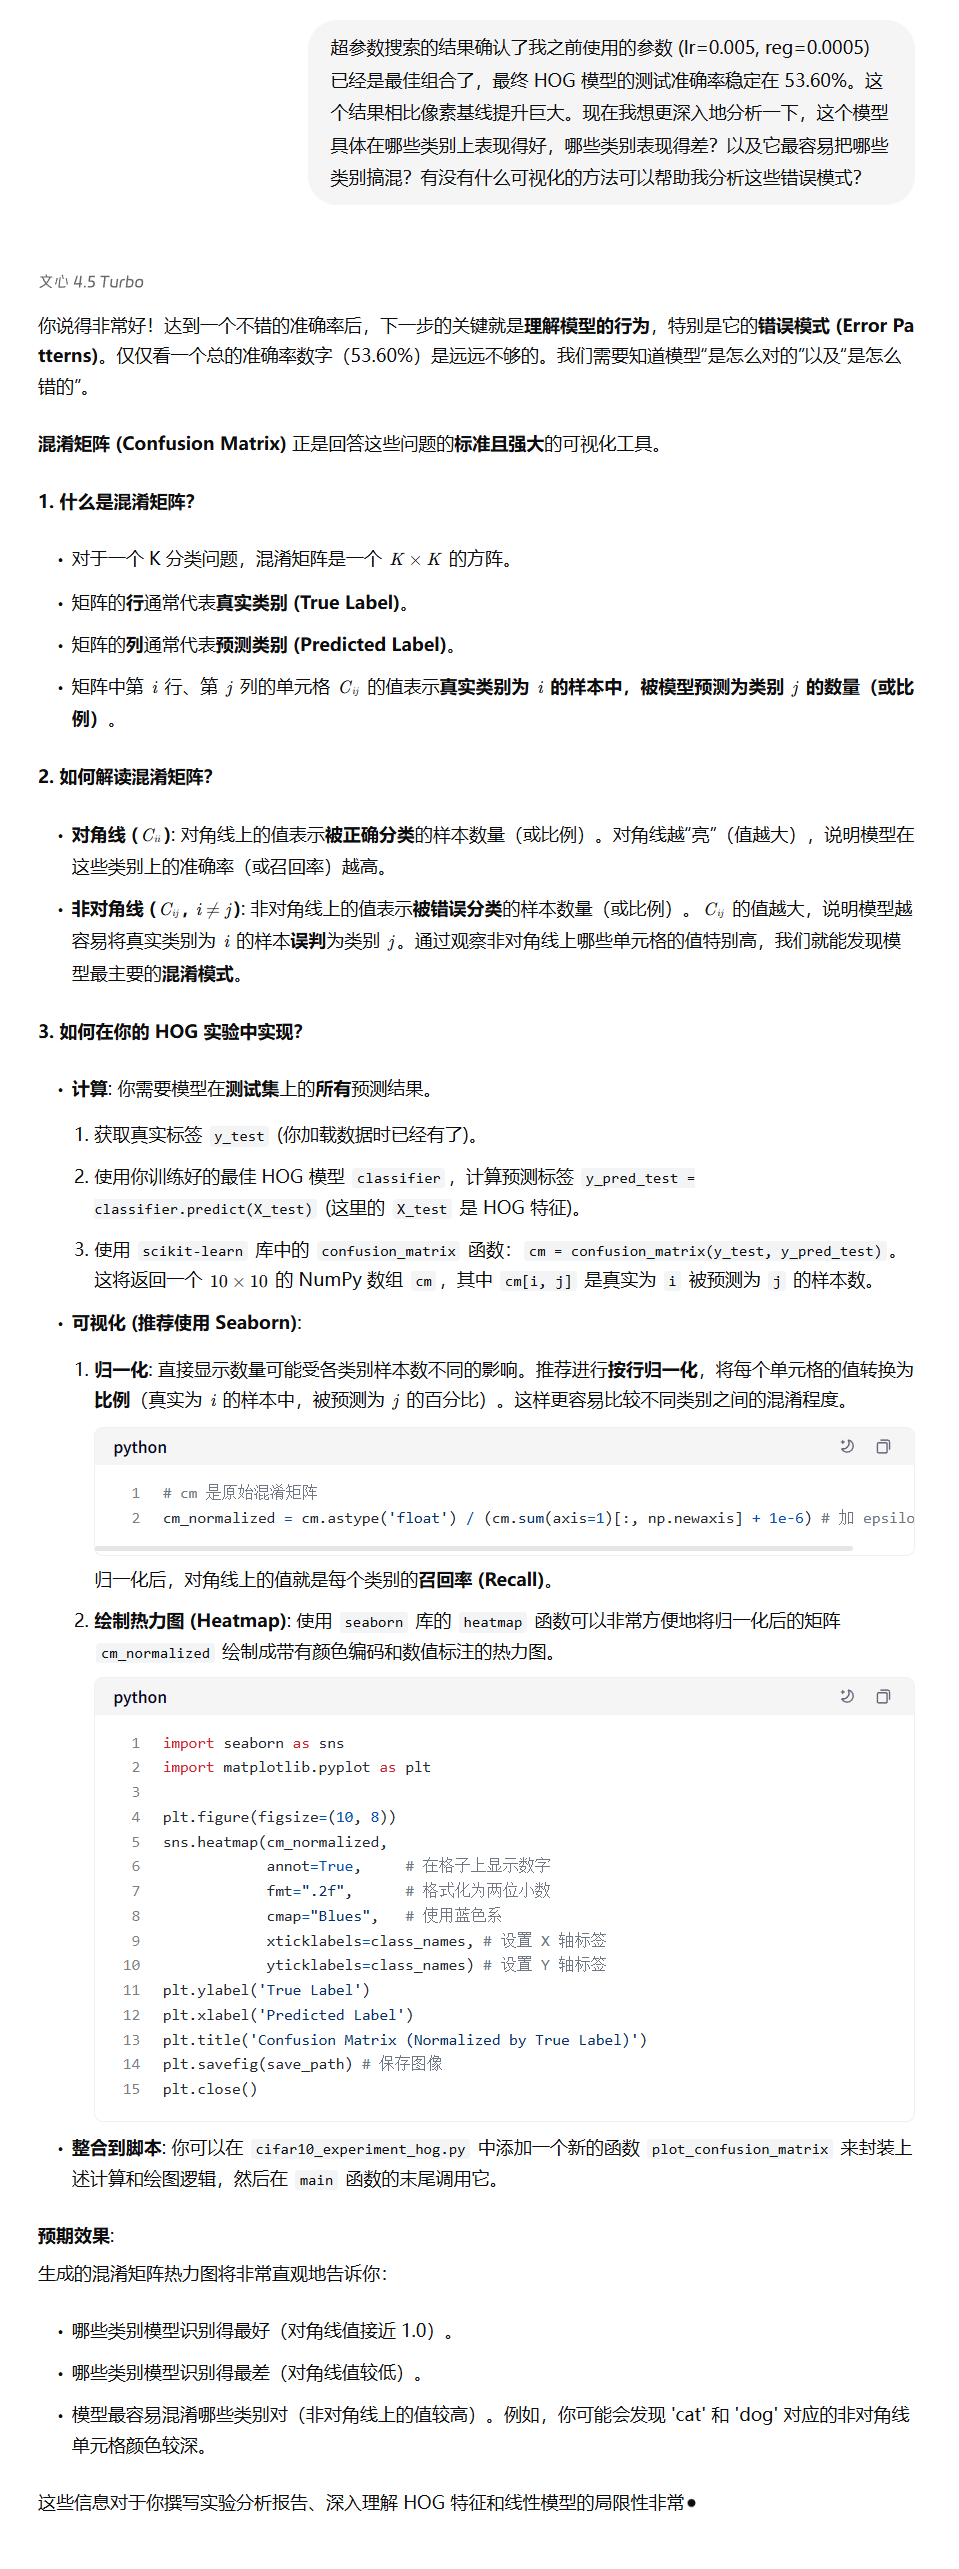 超参数搜索的结果确认了我之前使用的参数 (lr=0.005, reg=0.0005)
已经是最佳组合了，最终 HOG 模型的测试准确率稳定在 53.60%。这
个结果相比像素基线提升巨大。现在我想更深入地分析一下，这个模型
具体在哪些类别上表现得好，哪些类别表现得差？以及它最容易把哪些
类别搞混？有没有什么可视化的方法可以帮助我分析这些错误模式？
文心 4.5 Turbo
你说得非常好！达到一个不错的准确率后，下一步的关键就是理解模型的行为，特别是它的错误模式 (Error Pa
tterns)。仅仅看一个总的准确率数字（53.60%）是远远不够的。我们需要知道模型“是怎么对的”以及“是怎么
错的”。
混淆矩阵 (Confusion Matrix) 正是回答这些问题的标准且强大的可视化工具。
1. 什么是混淆矩阵？
• 对于一个 K 分类问题，混淆矩阵是一个 K × K 的方阵。
• 矩阵的行通常代表真实类别 (True Label)。
• 矩阵的列通常代表预测类别 (Predicted Label)。
• 矩阵中第 i 行、第 j 列的单元格 C_ij 的值表示真实类别为 i 的样本中，被模型预测为类别 j 的数量（或比
例）。
2. 如何解读混淆矩阵？
• 对角线 ( C_ii ): 对角线上的值表示被正确分类的样本数量（或比例）。对角线越“亮”（值越大），说明模型在
这些类别上的准确率（或召回率）越高。
• 非对角线 ( C_ij , i ≠ j ): 非对角线上的值表示被错误分类的样本数量（或比例）。 C_ij 的值越大，说明模型越
容易将真实类别为 i 的样本误判为类别 j 。通过观察非对角线上哪些单元格的值特别高，我们就能发现模
型最主要的混淆模式。
3. 如何在你的 HOG 实验中实现？
• 计算: 你需要模型在测试集上的所有预测结果。
1. 获取真实标签 y_test (你加载数据时已经有了)。
2. 使用你训练好的最佳 HOG 模型 classifier ，计算预测标签 y_pred_test =
classifier.predict(X_test) (这里的 X_test 是 HOG 特征)。
3. 使用 scikit-learn 库中的 confusion_matrix 函数： cm = confusion_matrix(y_test, y_pred_test) 。
这将返回一个 10 × 10 的 NumPy 数组 cm ，其中 cm[i, j] 是真实为 i 被预测为 j 的样本数。
• 可视化 (推荐使用 Seaborn):
1. 归一化: 直接显示数量可能受各类别样本数不同的影响。推荐进行按行归一化，将每个单元格的值转换为
比例（真实为 i 的样本中，被预测为 j 的百分比）。这样更容易比较不同类别之间的混淆程度。
python
1 # cm 是原始混淆矩阵
2 cm_normalized = cm.astype('float') / (cm.sum(axis=1)[:, np.newaxis] + 1e-6) # 加 epsilo
归一化后，对角线上的值就是每个类别的召回率 (Recall)。
2. 绘制热力图 (Heatmap): 使用 seaborn 库的 heatmap 函数可以非常方便地将归一化后的矩阵
cm_normalized 绘制成带有颜色编码和数值标注的热力图。
python
1 import seaborn as sns
2 import matplotlib.pyplot as plt
3
4 plt.figure(figsize=(10, 8))
5 sns.heatmap(cm_normalized,
6 annot=True, # 在格子上显示数字
7 fmt=".2f", # 格式化为两位小数
8 cmap="Blues", # 使用蓝色系
9 xticklabels=class_names, # 设置 X 轴标签
10 yticklabels=class_names) # 设置 Y 轴标签
11 plt.ylabel('True Label')
12 plt.xlabel('Predicted Label')
13 plt.title('Confusion Matrix (Normalized by True Label)')
14 plt.savefig(save_path) # 保存图像
15 plt.close()
• 整合到脚本: 你可以在 cifar10_experiment_hog.py 中添加一个新的函数 plot_confusion_matrix 来封装上
述计算和绘图逻辑，然后在 main 函数的末尾调用它。
预期效果:
生成的混淆矩阵热力图将非常直观地告诉你：
• 哪些类别模型识别得最好（对角线值接近 1.0）。
• 哪些类别模型识别得最差（对角线值较低）。
• 模型最容易混淆哪些类别对（非对角线上的值较高）。例如，你可能会发现 'cat' 和 'dog' 对应的非对角线
单元格颜色较深。
这些信息对于你撰写实验分析报告、深入理解 HOG 特征和线性模型的局限性非常●